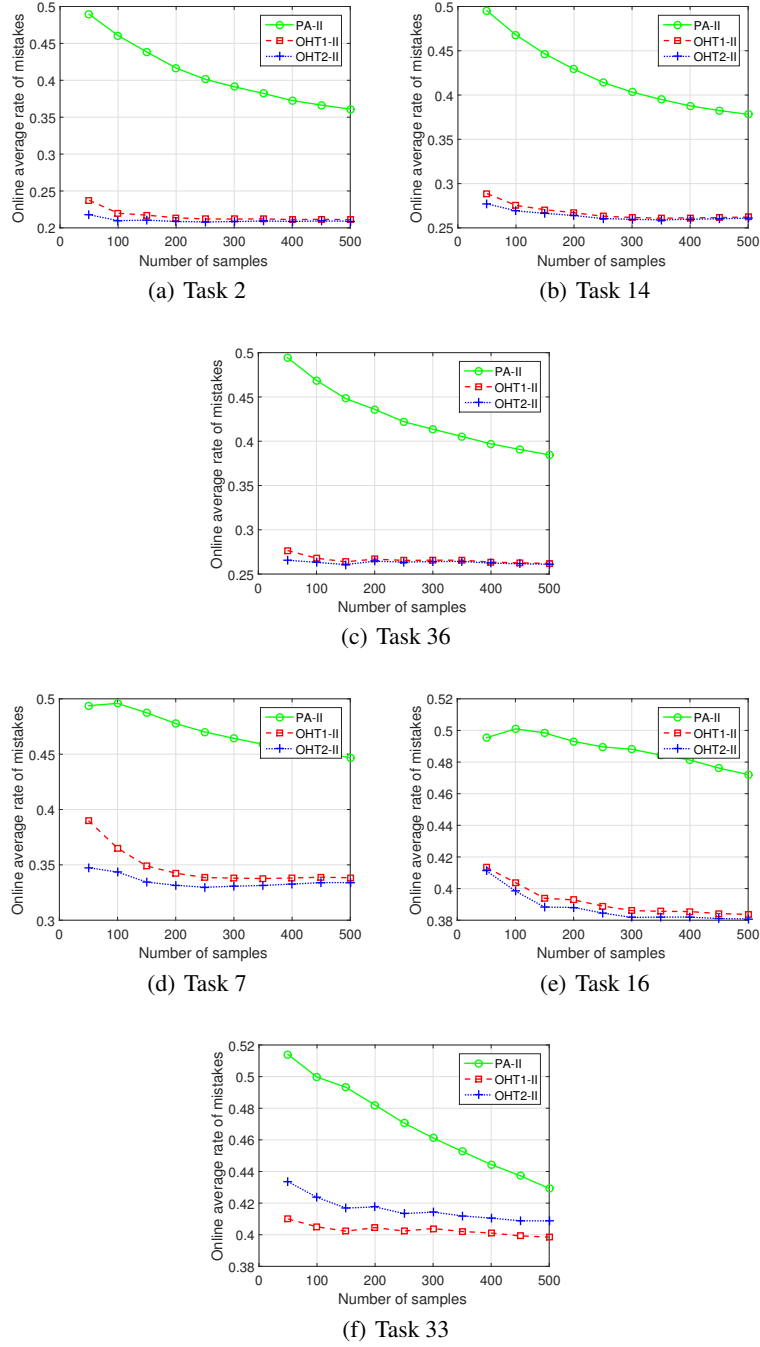 0.5
0.45
0.4
0.35
0.3
0.25
0.2
0 100 200 300 400 500
Number of samples
Online average rate of mistakes
PA-II
OHT1-II
OHT2-II
(a) Task 2
0.5
0.45
0.4
0.35
0.3
0.25
0 100 200 300 400 500
Number of samples
Online average rate of mistakes
PA-II
OHT1-II
OHT2-II
(b) Task 14
0.5
0.45
0.4
0.35
0.3
0.25
0 100 200 300 400 500
Number of samples
Online average rate of mistakes
PA-II
OHT1-II
OHT2-II
(c) Task 36
0.5
0.45
0.4
0.35
0.3
0 100 200 300 400 500
Number of samples
Online average rate of mistakes
PA-II
OHT1-II
OHT2-II
(d) Task 7
0.52
0.5
0.48
0.46
0.44
0.42
0.4
0.38
0 100 200 300 400 500
Number of samples
Online average rate of mistakes
PA-II
OHT1-II
OHT2-II
(e) Task 16
0.52
0.5
0.48
0.46
0.44
0.42
0.4
0.38
0 100 200 300 400 500
Number of samples
Online average rate of mistakes
PA-II
OHT1-II
OHT2-II
(f) Task 33